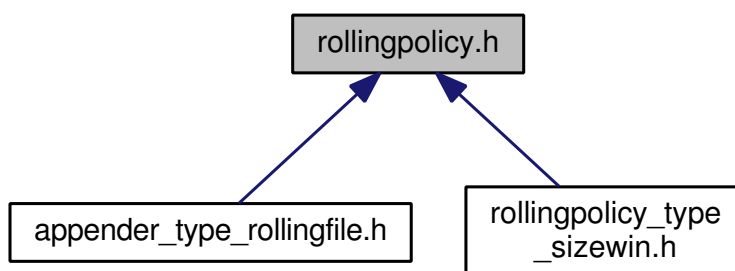 rollingpolicy.h
appender_type_rollingfile.h
rollingpolicy_type
_sizewin.h